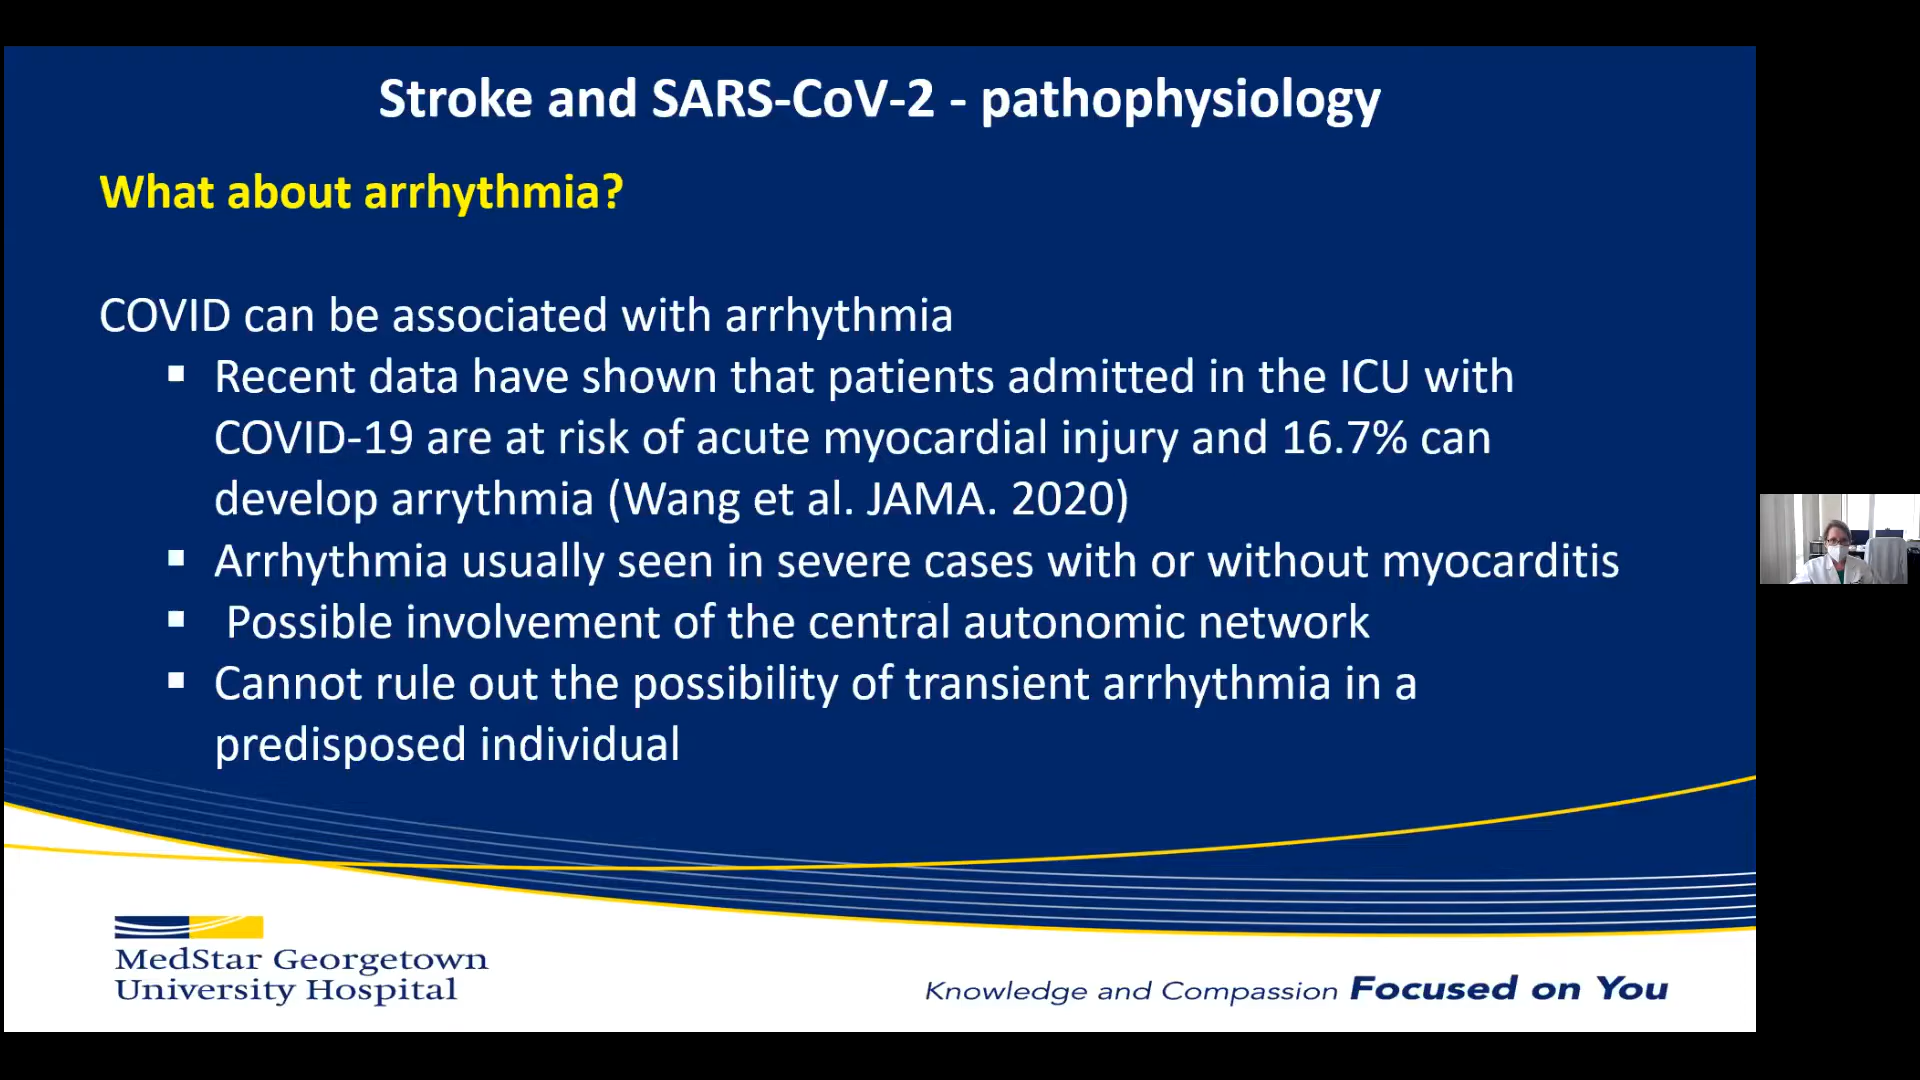 Stroke and SARS-CoV-2 - pathophysiology
What about arrhythmia?
COVID can be associated with arrhythmia
▪ Recent data have shown that patients admitted in the ICU with
COVID-19 are at risk of acute myocardial injury and 16.7% can
develop arrythmia (Wang et al. JAMA. 2020)
▪ Arrhythmia usually seen in severe cases with or without myocarditis
▪ Possible involvement of the central autonomic network
▪ Cannot rule out the possibility of transient arrhythmia in a
predisposed individual
MedStar Georgetown
University Hospital
Knowledge and Compassion Focused on You